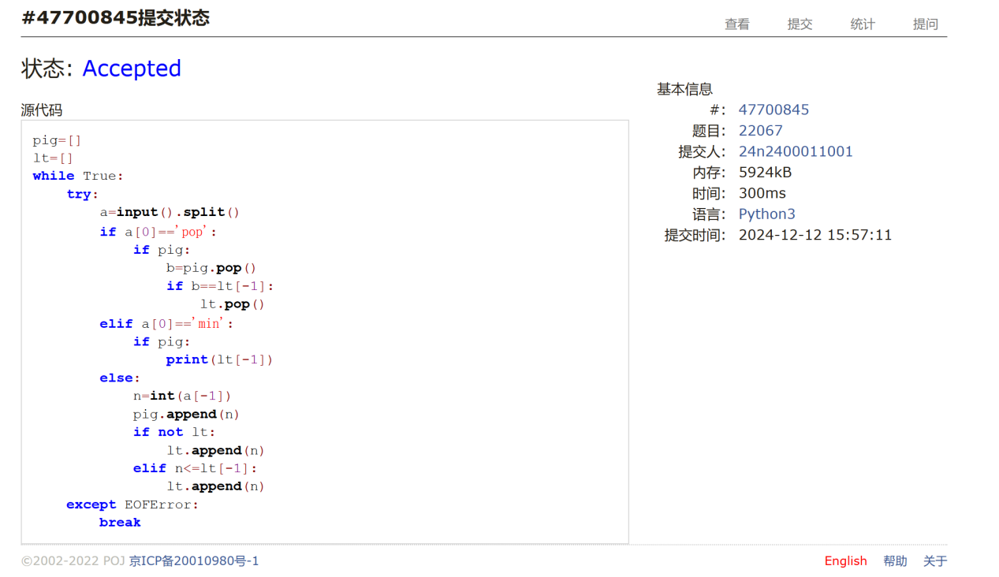 #47700845提交状态
查看 提交 统计 提问
状态: Accepted
源代码
pig=[]
lt=[]
while True:
    try:
        a=input().split()
        if a[0]=='pop':
            if pig:
                b=pig.pop()
                if b==lt[-1]:
                    lt.pop()
        elif a[0]=='min':
            if pig:
                print(lt[-1])
        else:
            n=int(a[-1])
            pig.append(n)
            if not lt:
                lt.append(n)
            elif n<=lt[-1]:
                lt.append(n)
    except EOFError:
        break
基本信息
#: 47700845
题目: 22067
提交人: 24n2400011001
内存: 5924kB
时间: 300ms
语言: Python3
提交时间: 2024-12-12 15:57:11
©2002-2022 POJ 京ICP备20010980号-1
English 帮助 关于